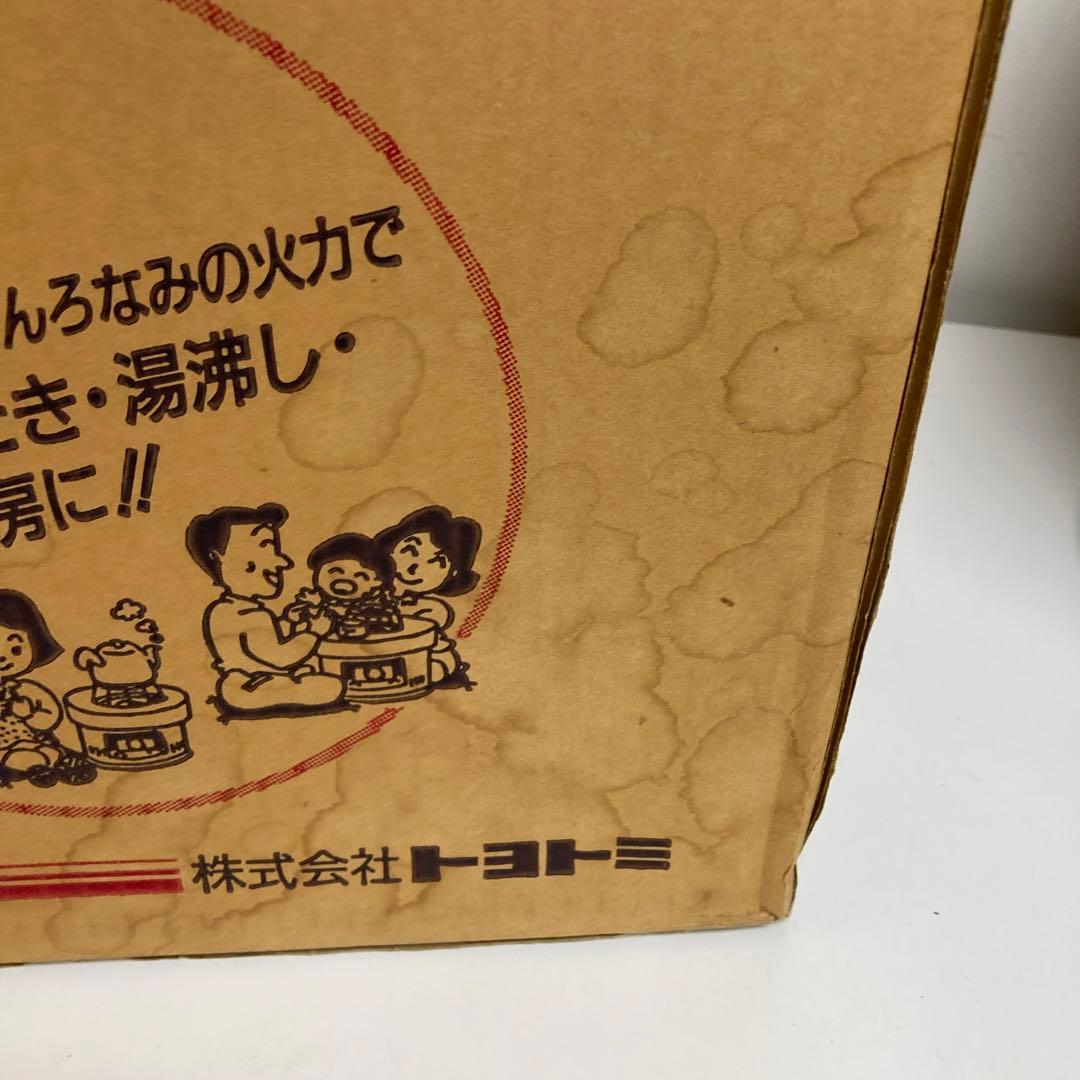 んろなみの火力で
き・湯沸し・
房に!!
株式会社トヨトミ